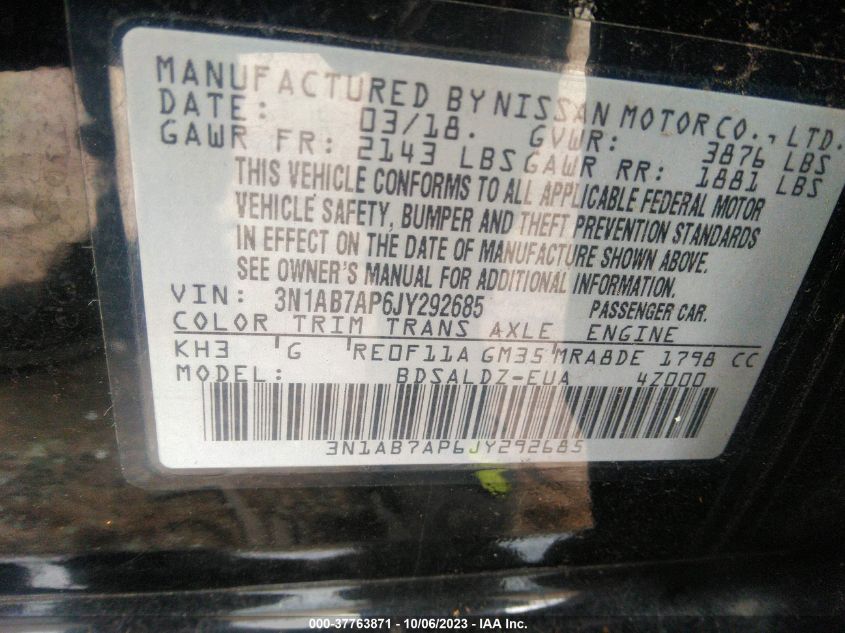 MANUFACTURED BY NISSAN MOTOR CO., LTD.
DATE: 03/18. GVWR: 3876 LBS
GAWR FR: 2143 LBS GAWR RR: 1881 LBS
THIS VEHICLE CONFORMS TO ALL APPLICABLE FEDERAL MOTOR
VEHICLE SAFETY, BUMPER AND THEFT PREVENTION STANDARDS
IN EFFECT ON THE DATE OF MANUFACTURE SHOWN ABOVE.
SEE OWNER'S MANUAL FOR ADDITIONAL INFORMATION.
VIN: 3N1AB7AP6JY292685 PASSENGER CAR.
COLOR TRIM TRANS AXLE ENGINE
KH3 'G 'RE0F11A GM35 MRA8DE 1798 CC
MODEL: BDSALDZ-EUA 4Z000
3N1AB7AP6JY292685
000-37763871 - 10/06/2023 - IAA Inc.